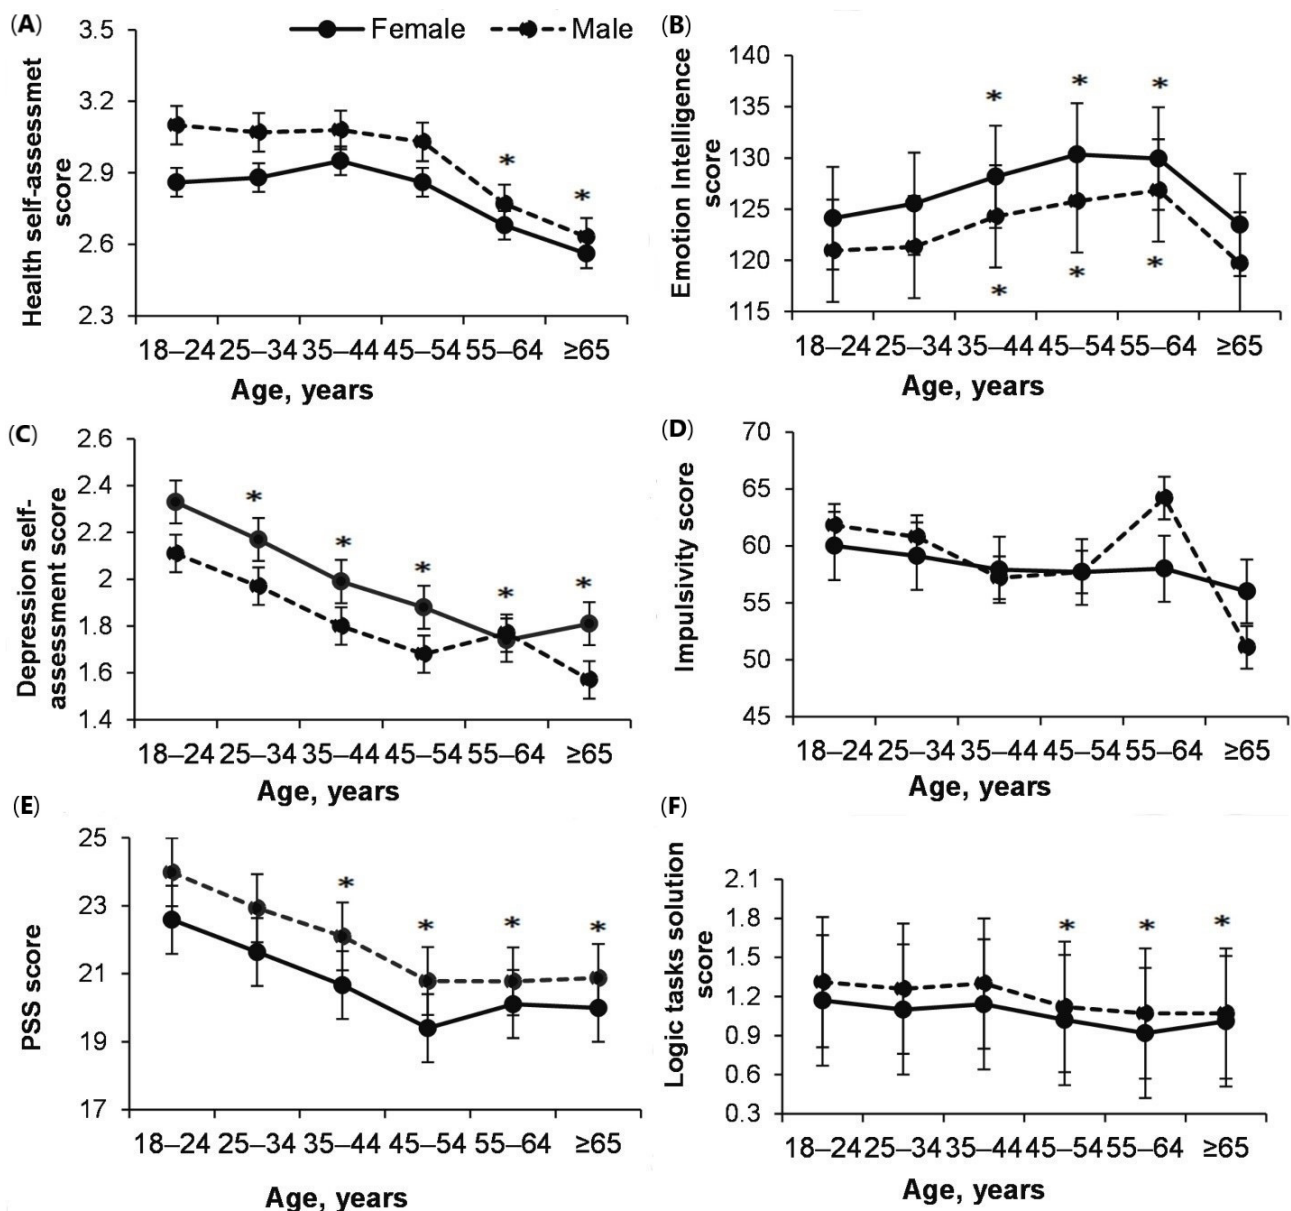 (A)
3.5
3.2
2.9
2.6
2.3
Health self-assessmet
score
Female Male
* *
18–24 25–34 35–44 45–54 55–64 ≥65
Age, years
(B)
140
135
130
125
120
115
Emotion Intelligence
score
* * *
* * *
18–24 25–34 35–44 45–54 55–64 ≥65
Age, years
(C)
2.6
2.4
2.2
2
1.8
1.6
1.4
Depression self-
assessment score
* * * * *
18–24 25–34 35–44 45–54 55–64 ≥65
Age, years
(D)
70
65
60
55
50
45
Impulsivity score
18–24 25–34 35–44 45–54 55–64 ≥65
Age, years
(E)
25
23
21
19
17
PSS score
* * * *
18–24 25–34 35–44 45–54 55–64 ≥65
Age, years
(F)
2.1
1.8
1.5
1.2
0.9
0.6
0.3
Logic tasks solution
score
* * *
18–24 25–34 35–44 45–54 55–64 ≥65
Age, years